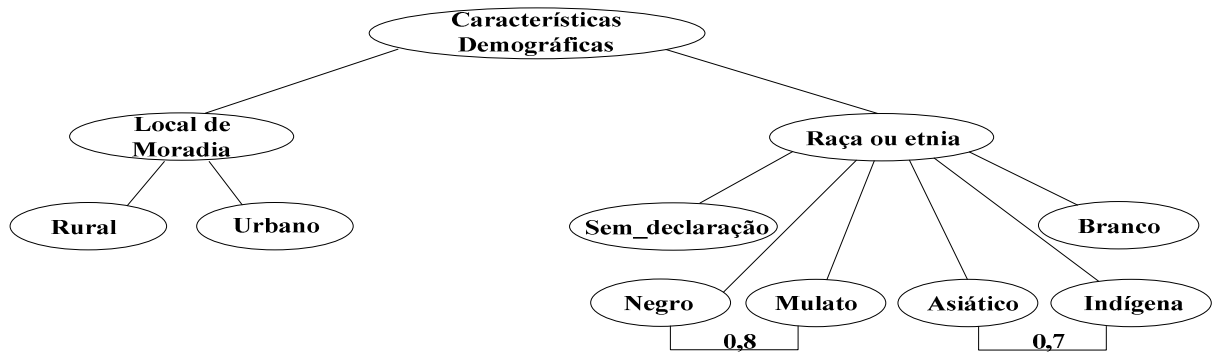 Características
Demográficas
Local de
Moradia
Raça ou etnia
Rural
Urbano
Sem_declaração
Branco
Negro
Mulato
Asiático
Indígena
0,8
0,7